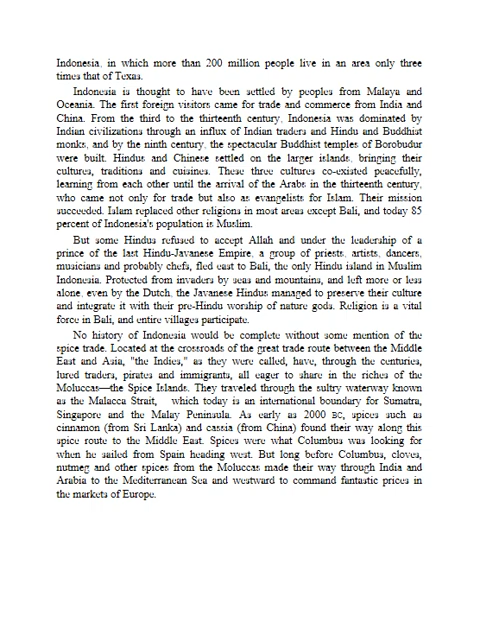 Indonesia, in which more than 200 million people live in an area only three
times that of Texas.
Indonesia is thought to have been settled by peoples from Malaya and
Oceania. The first foreign visitors came for trade and commerce from India and
China. From the third to the thirteenth century, Indonesia was dominated by
Indian civilizations through an influx of Indian traders and Hindu and Buddhist
monks, and by the ninth century, the spectacular Buddhist temples of Borobudur
were built. Hindus and Chinese settled on the larger islands, bringing their
cultures, traditions and cuisines. These three cultures co-existed peacefully,
learning from each other until the arrival of the Arabs in the thirteenth century,
who came not only for trade but also as evangelists for Islam. Their mission
succeeded. Islam replaced other religions in most areas except Bali, and today 85
percent of Indonesia's population is Muslim.
But some Hindus refused to accept Allah and under the leadership of a
prince of the last Hindu-Javanese Empire, a group of priests, artists, dancers,
musicians and probably chefs, fled east to Bali, the only Hindu island in Muslim
Indonesia. Protected from invaders by seas and mountains, and left more or less
alone, even by the Dutch, the Javanese Hindus managed to preserve their culture
and integrate it with their pre-Hindu worship of nature gods. Religion is a vital
force in Bali, and entire villages participate.
No history of Indonesia would be complete without some mention of the
spice trade. Located at the crossroads of the great trade route between the Middle
East and Asia, "the Indies," as they were called, have, through the centuries,
lured traders, pirates and immigrants, all eager to share in the riches of the
Moluccas—the Spice Islands. They traveled through the sultry waterway known
as the Malacca Strait, which today is an international boundary for Sumatra,
Singapore and the Malay Peninsula. As early as 2000 BC, spices such as
cinnamon (from Sri Lanka) and cassia (from China) found their way along this
spice route to the Middle East. Spices were what Columbus was looking for
when he sailed from Spain heading west. But long before Columbus, cloves,
nutmeg and other spices from the Moluccas made their way through India and
Arabia to the Mediterranean Sea and westward to command fantastic prices in
the markets of Europe.